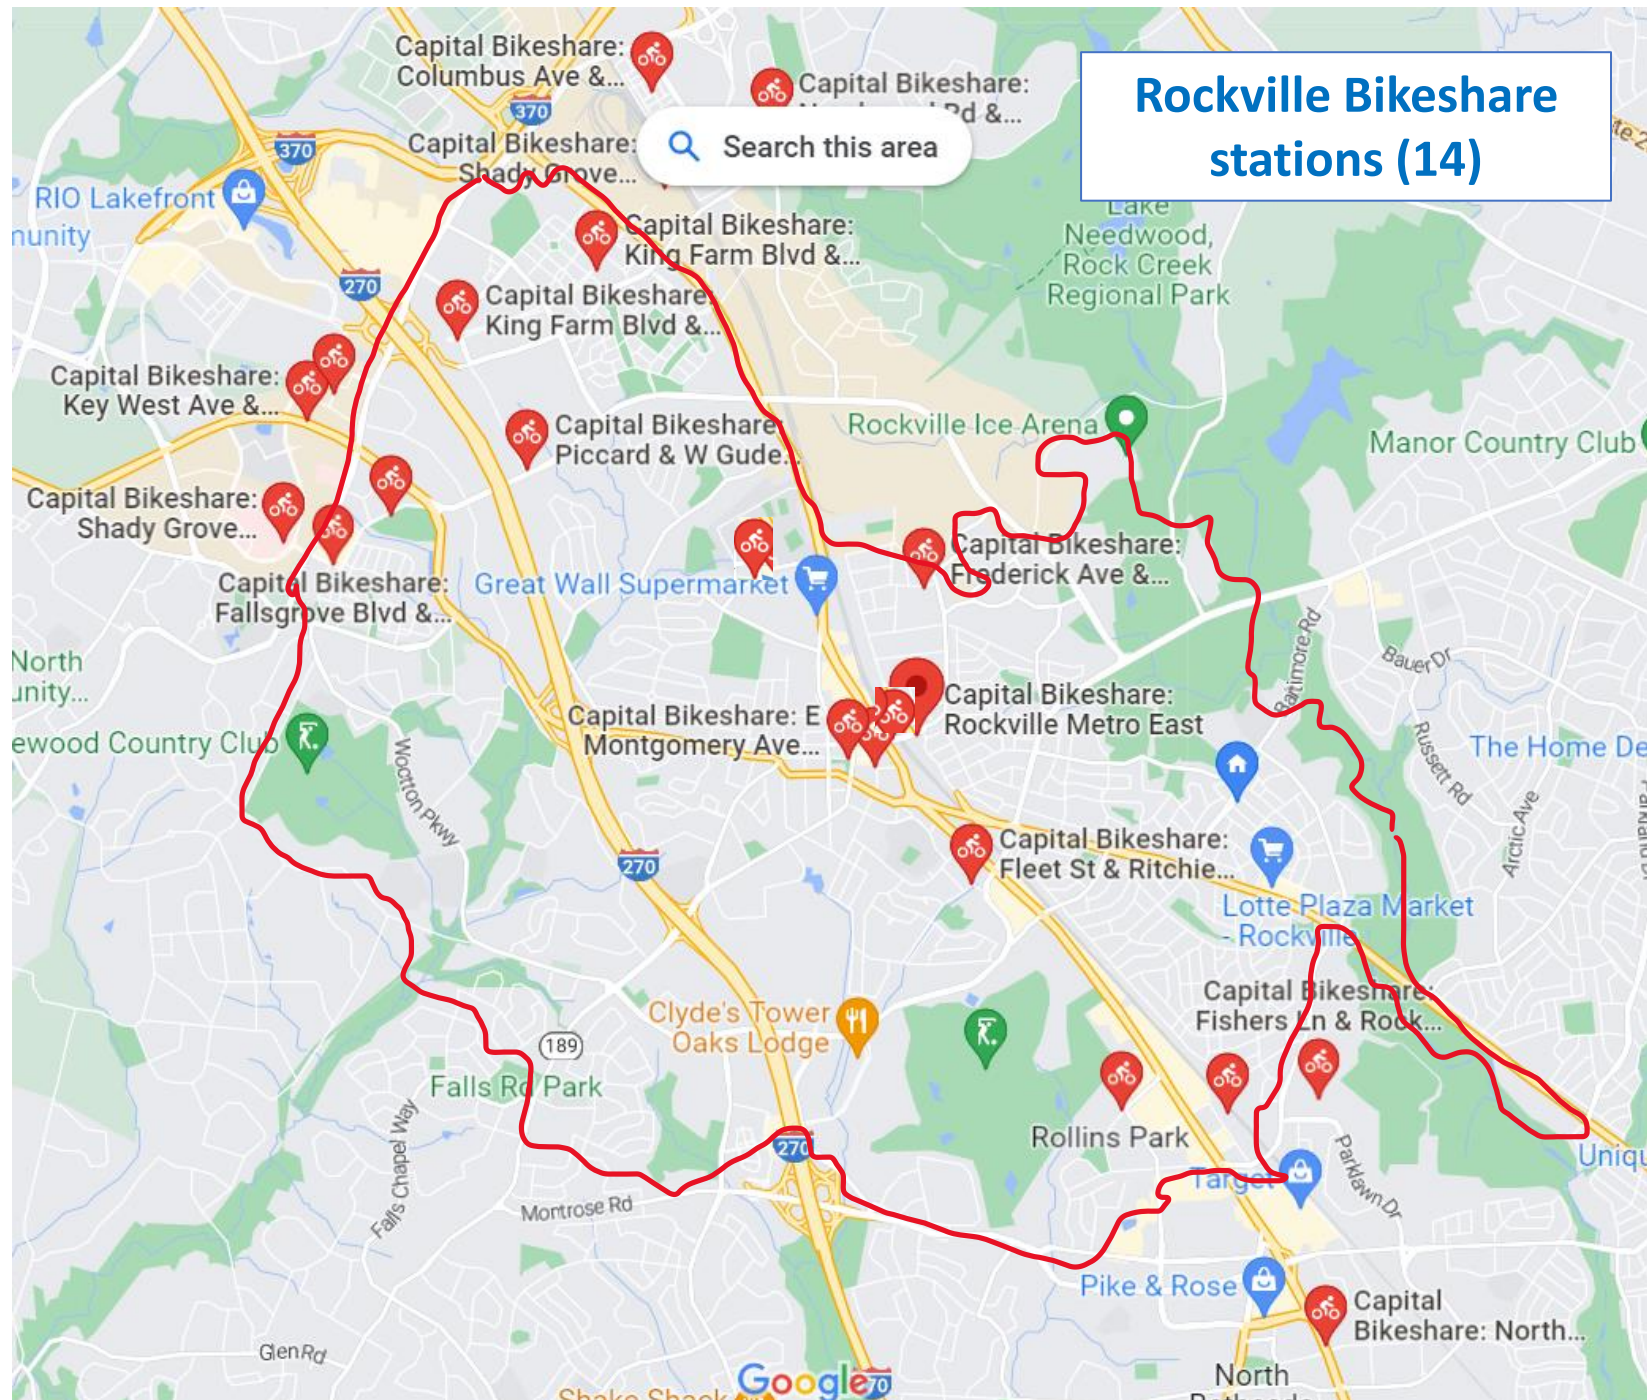 Capital Bikeshare:
Columbus Ave &...
Capital Bikeshare:
Rd &...
Rockville Bikeshare
stations (14)
370
370
Capital Bikeshare:
Shady Grove...
Search this area
RIO Lakefront
nunity
Lake
Needwood,
Rock Creek
Regional Park
Capital Bikeshare:
King Farm Blvd &...
270
Capital Bikeshare:
King Farm Blvd &...
Capital Bikeshare:
Key West Ave &...
Capital Bikeshare:
Piccard & W Gude...
Rockville Ice Arena
Manor Country Club
Capital Bikeshare:
Shady Grove...
Capital Bikeshare:
Frederick Ave &...
Capital Bikeshare:
Fallsgrove Blvd &...
Great Wall Supermarket
North
unity...
Baltimore Rd
Bauer Dr
Capital Bikeshare:
Rockville Metro East
Capital Bikeshare: E
Montgomery Ave...
ewood Country Club
Wootton Pkwy
Russett Rd
The Home De
Arctic Ave
Capital Bikeshare:
Fleet St & Ritchie...
270
Lotte Plaza Market
- Rockville
Capital Bikeshare:
Fishers Ln & Rock...
Clyde's Tower
Oaks Lodge
189
Falls Rd Park
Falls Chapel Way
Rollins Park
270
Target
Parklawn Dr
Uniqu
Montrose Rd
Pike & Rose
Capital
Bikeshare: North...
Glen Rd
Google
70
Shake Shack
North